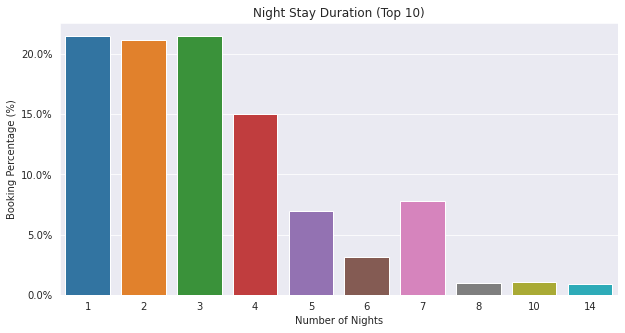 Night Stay Duration (Top 10)
Booking Percentage (%)
20.0%
15.0%
10.0%
5.0%
0.0%
1 2 3 4 5 6 7 8 10 14
Number of Nights